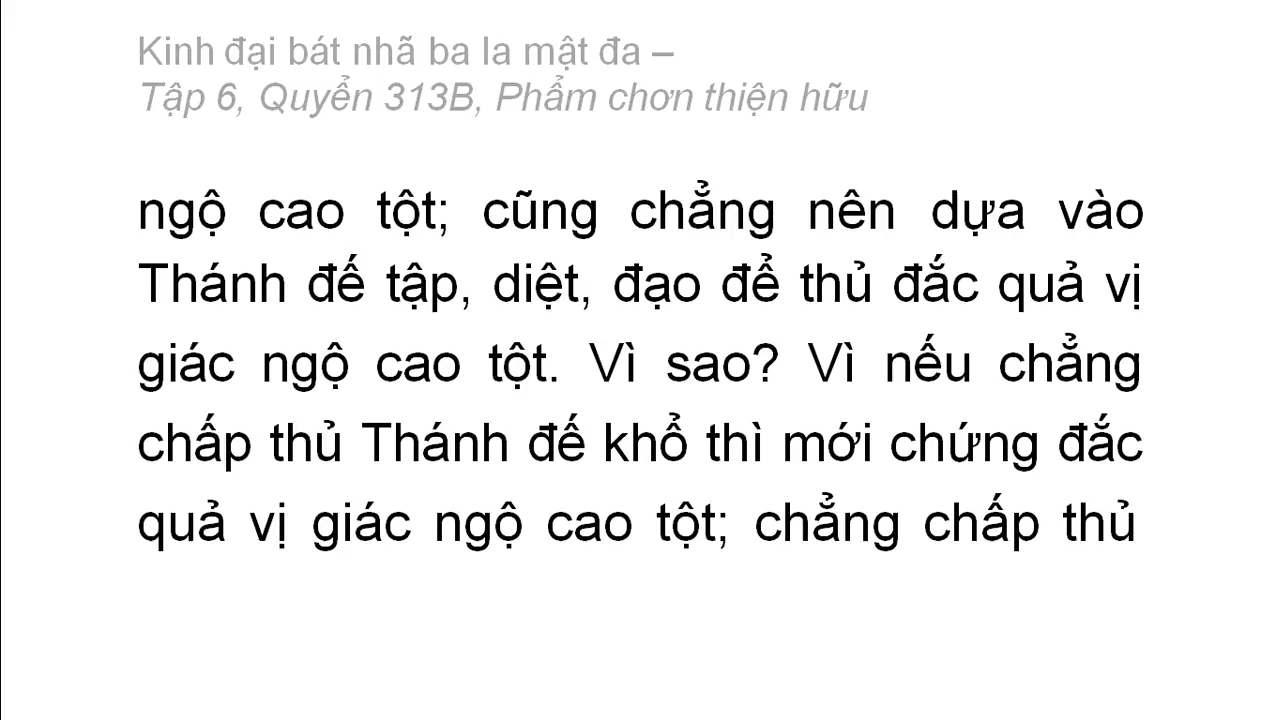 Kinh đại bát nhã ba la mật đa –
Tập 6, Quyển 313B, Phẩm chơn thiện hữu
ngộ cao tột; cũng chẳng nên dựa vào
Thánh đế tập, diệt, đạo để thủ đắc quả vị
giác ngộ cao tột. Vì sao? Vì nếu chẳng
chấp thủ Thánh đế khổ thì mới chứng đắc
quả vị giác ngộ cao tột; chẳng chấp thủ